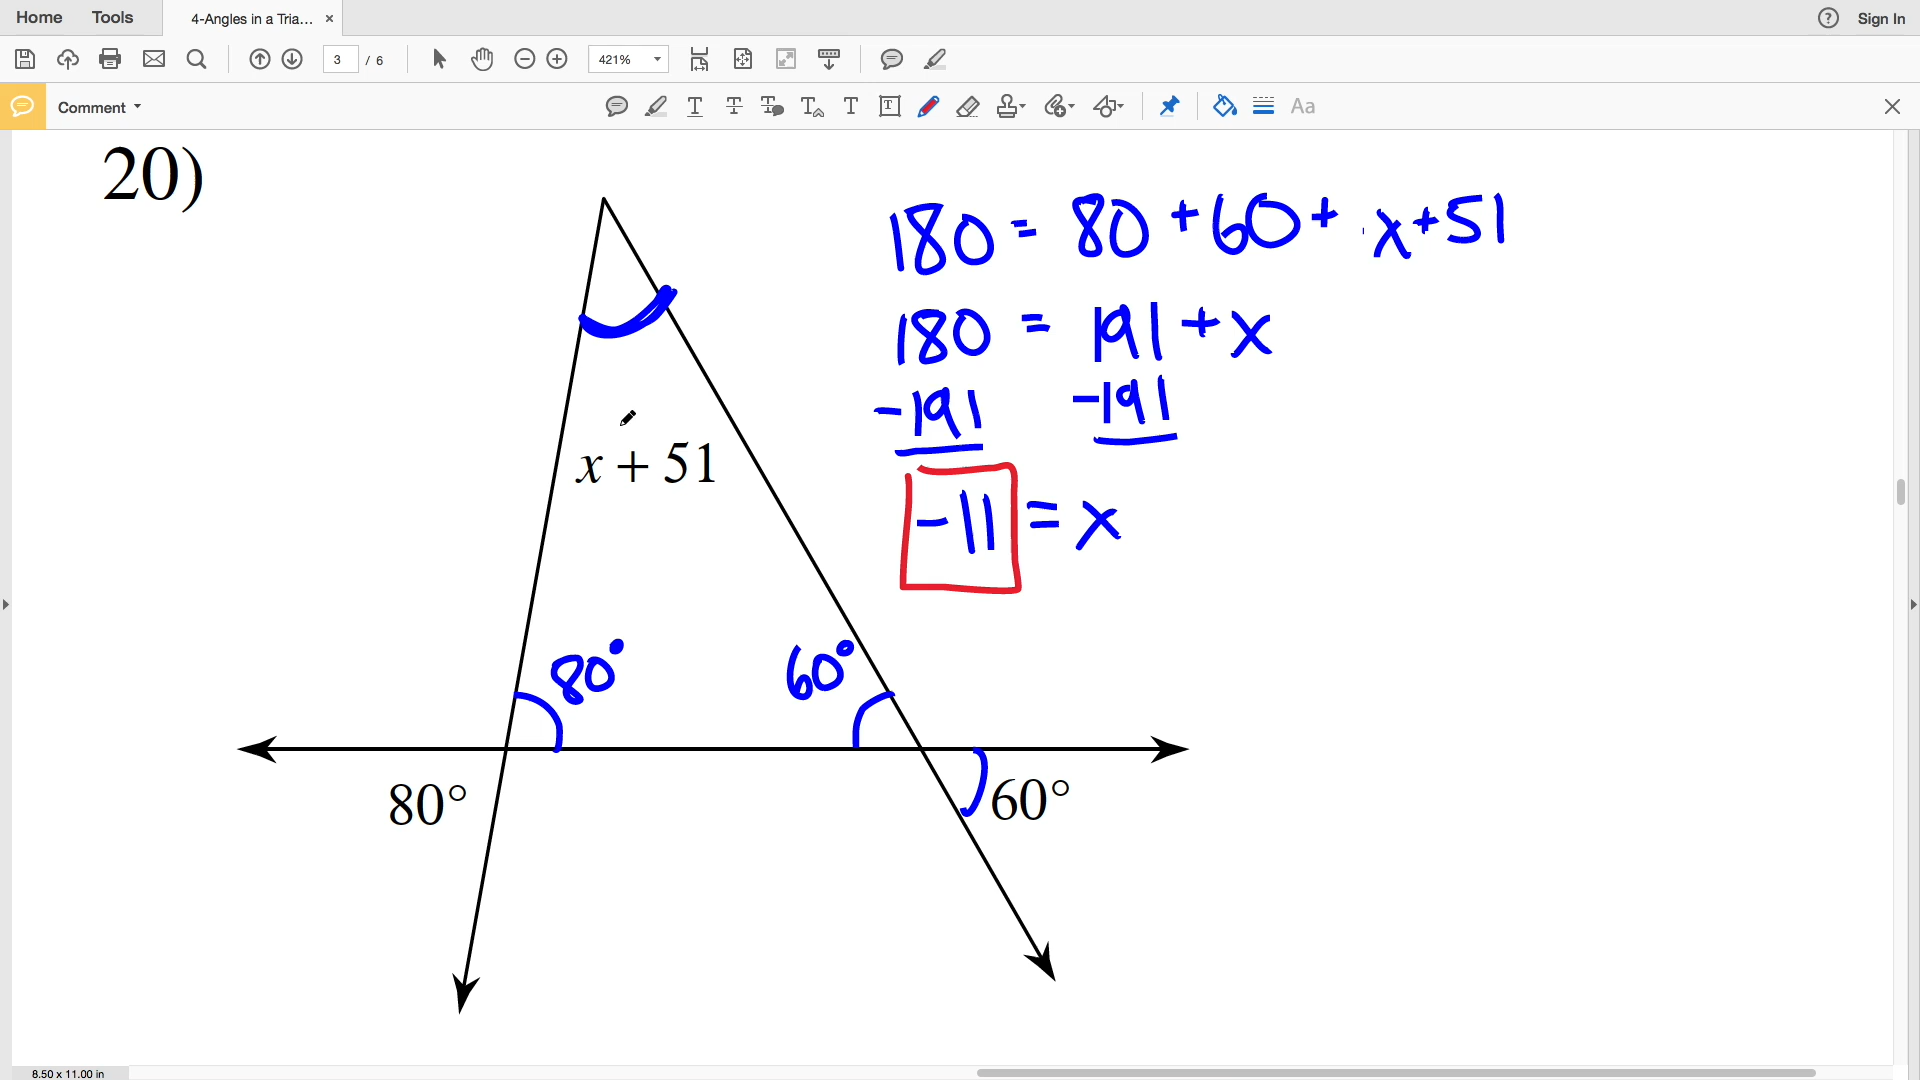 Home Tools 4-Angles in a Tria... × ? Sign In
3 / 6 421%
Comment T T T T T T Aa
20)
180 = 80 + 60 + x + 51
180 = 191 + x
-191 -191
x + 51
-11 = x
80° 60°
80° 60°
8.50 x 11.00 in